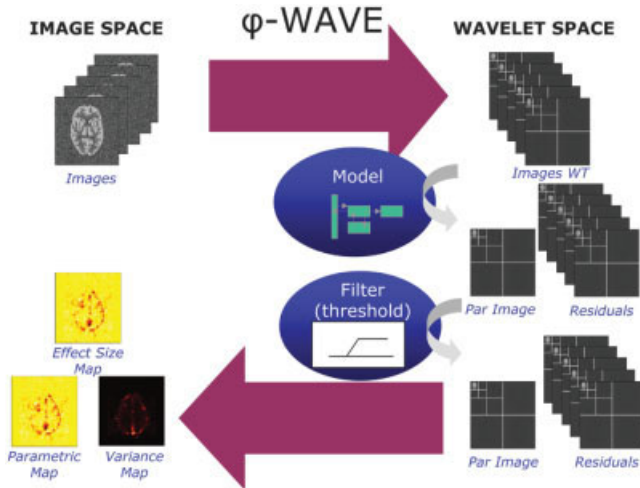 IMAGE SPACE
φ-WAVE
WAVELET SPACE
Images
Images WT
Model
Par Image
Residuals
Filter
(threshold)
Effect Size
Map
Parametric
Map
Variance
Map
Par Image
Residuals